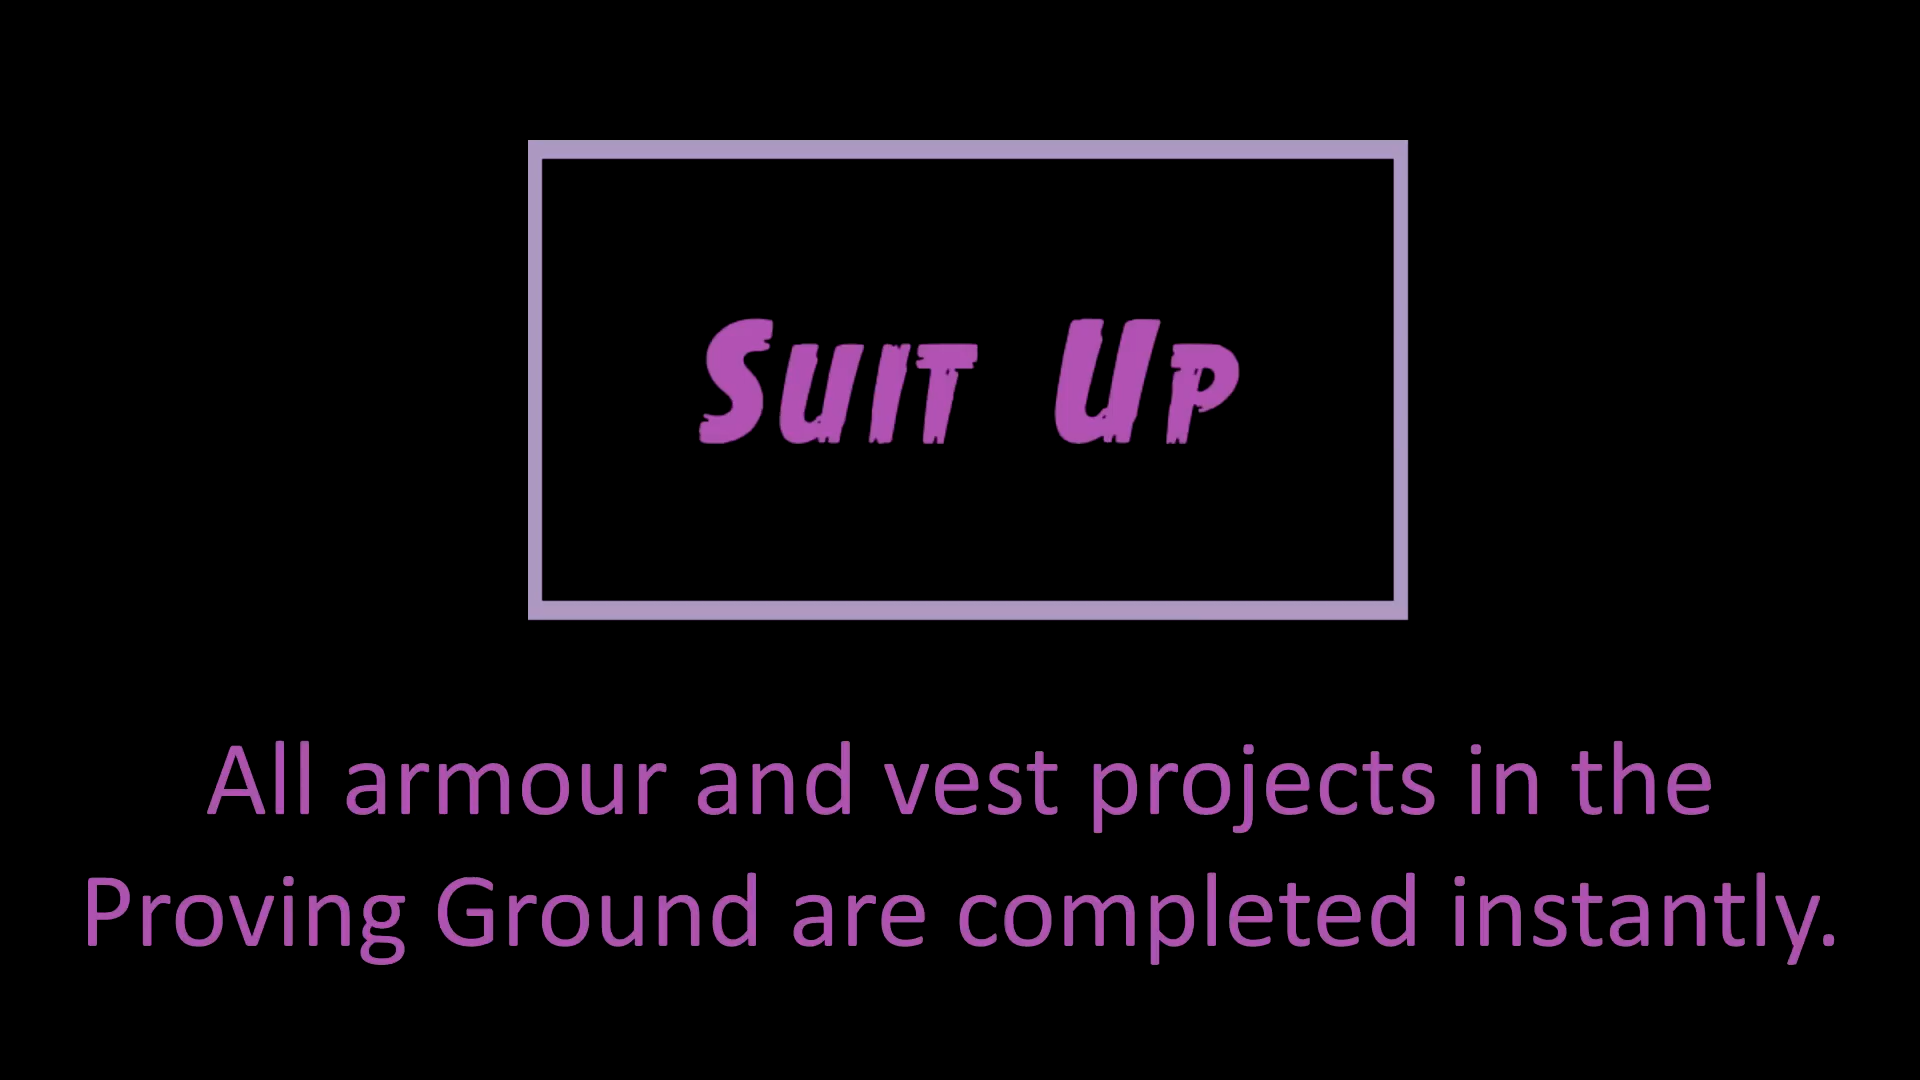 Suit Up
All armour and vest projects in the
Proving Ground are completed instantly.